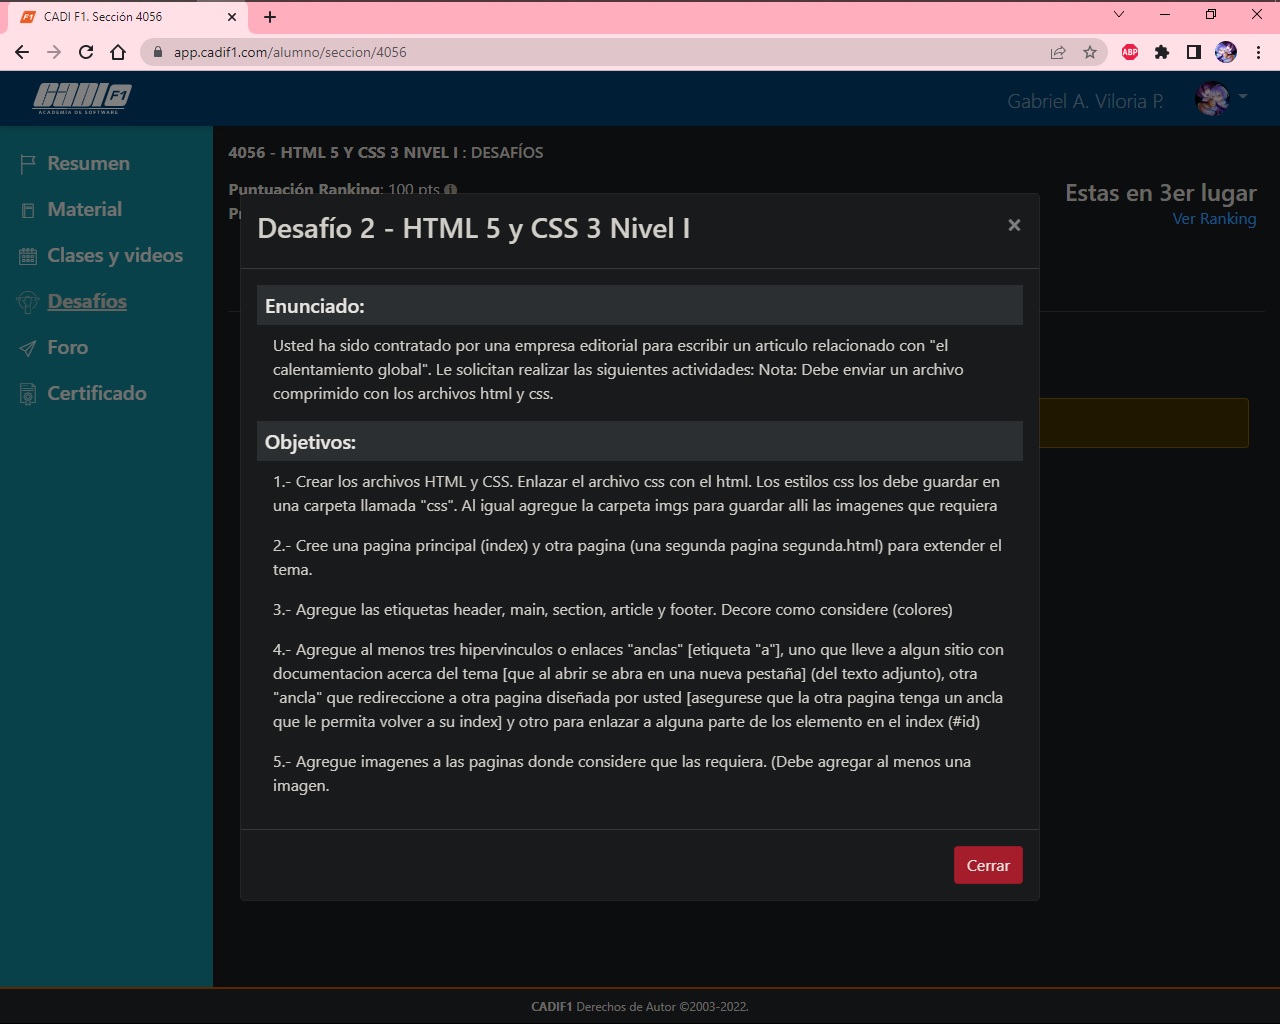 CADI F1. Sección 4056
app.cadif1.com/alumno/seccion/4056
ABP
CADI F1
ACADEMIA DE SOFTWARE
Gabriel A. Viloria P.
Resumen
Material
Clases y videos
Desafíos
Foro
Certificado
4056 - HTML 5 Y CSS 3 NIVEL I : DESAFÍOS
Puntuación Ranking: 100 pts
Estas en 3er lugar
Ver Ranking
Desafío 2 - HTML 5 y CSS 3 Nivel I
×
Enunciado:
Usted ha sido contratado por una empresa editorial para escribir un articulo relacionado con "el
calentamiento global". Le solicitan realizar las siguientes actividades: Nota: Debe enviar un archivo
comprimido con los archivos html y css.
Objetivos:
1.- Crear los archivos HTML y CSS. Enlazar el archivo css con el html. Los estilos css los debe guardar en
una carpeta llamada "css". Al igual agregue la carpeta imgs para guardar alli las imagenes que requiera
2.- Cree una pagina principal (index) y otra pagina (una segunda pagina segunda.html) para extender el
tema.
3.- Agregue las etiquetas header, main, section, article y footer. Decore como considere (colores)
4.- Agregue al menos tres hipervinculos o enlaces "anclas" [etiqueta "a"], uno que lleve a algun sitio con
documentacion acerca del tema [que al abrir se abra en una nueva pestaña] (del texto adjunto), otra
"ancla" que redireccione a otra pagina diseñada por usted [asegurese que la otra pagina tenga un ancla
que le permita volver a su index] y otro para enlazar a alguna parte de los elemento en el index (#id)
5.- Agregue imagenes a las paginas donde considere que las requiera. (Debe agregar al menos una
imagen.
Cerrar
CADIF1 Derechos de Autor ©2003-2022.